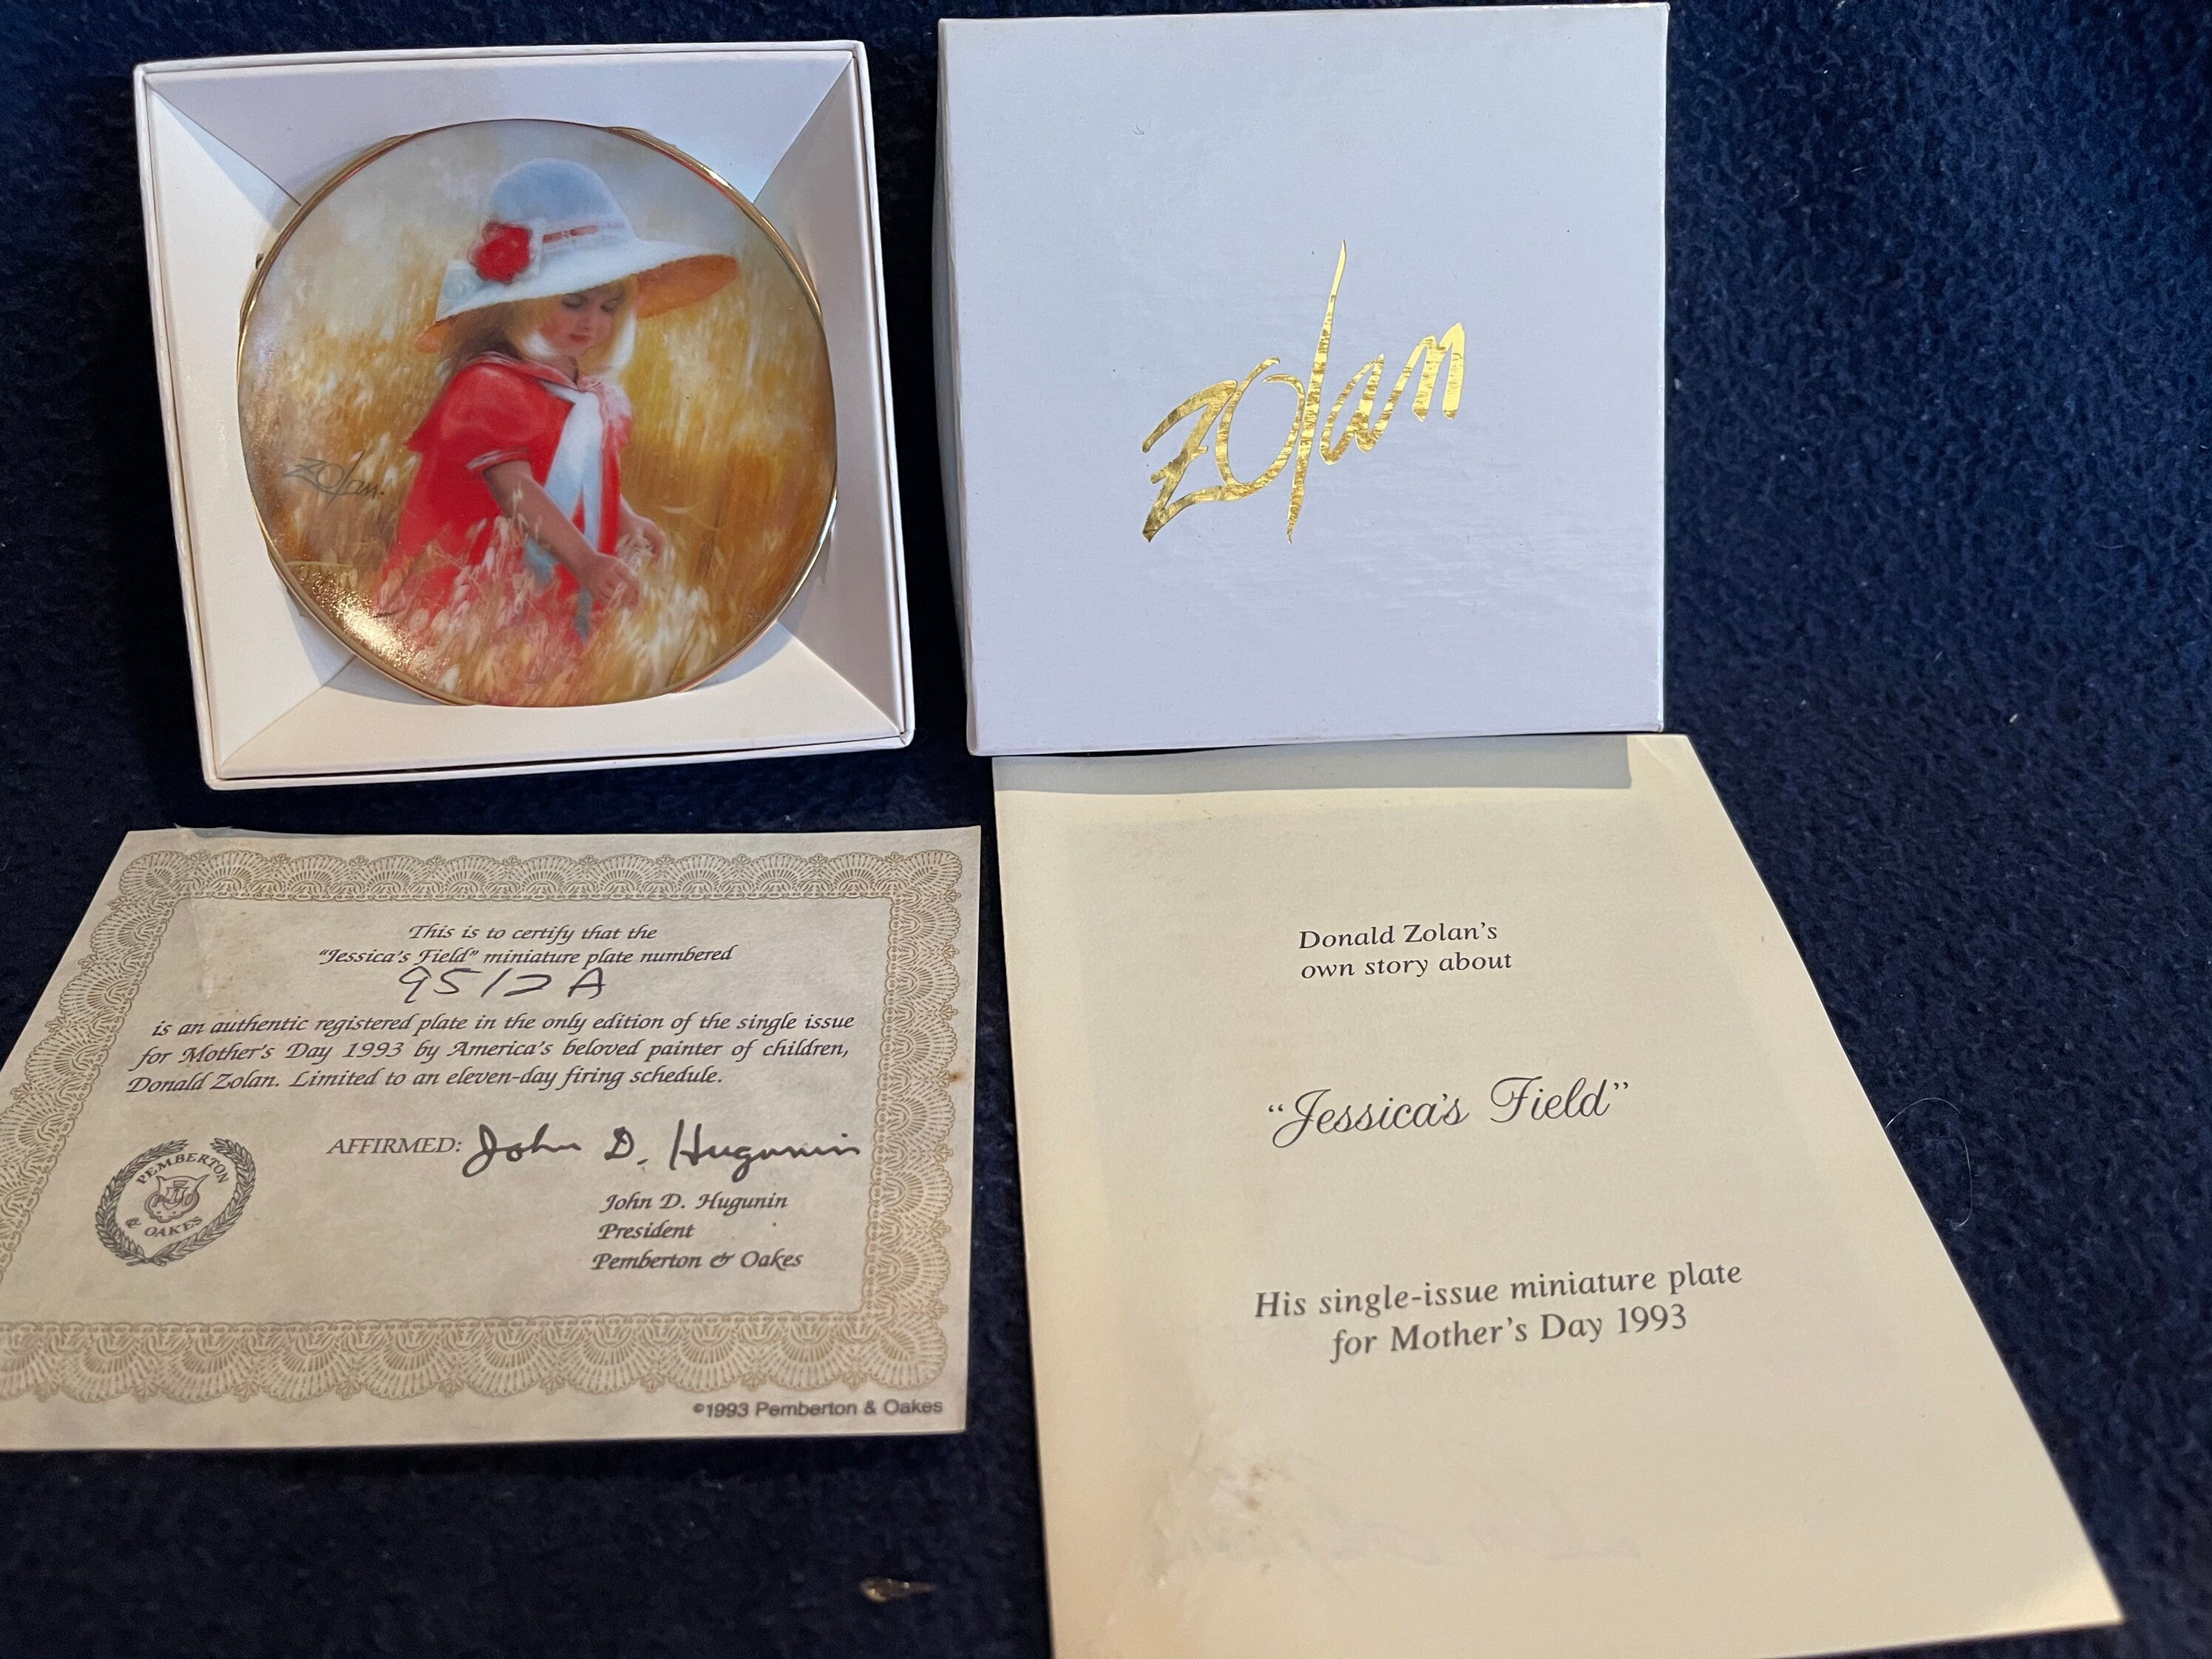 Zolan.
Zolan
This is to certify that the
"Jessica's Field" miniature plate numbered
is an authentic registered plate in the only edition of the single issue
for Mother's Day 1993 by America's beloved painter of children,
Donald Zolan. Limited to an eleven-day firing schedule.
AFFIRMED: John D. Hugunin
John D. Hugunin
President
Pemberton & Oakes
PEMBERTON
& OAKES
©1993 Pemberton & Oakes
Donald Zolan's
own story about
"Jessica's Field"
His single-issue miniature plate
for Mother's Day 1993